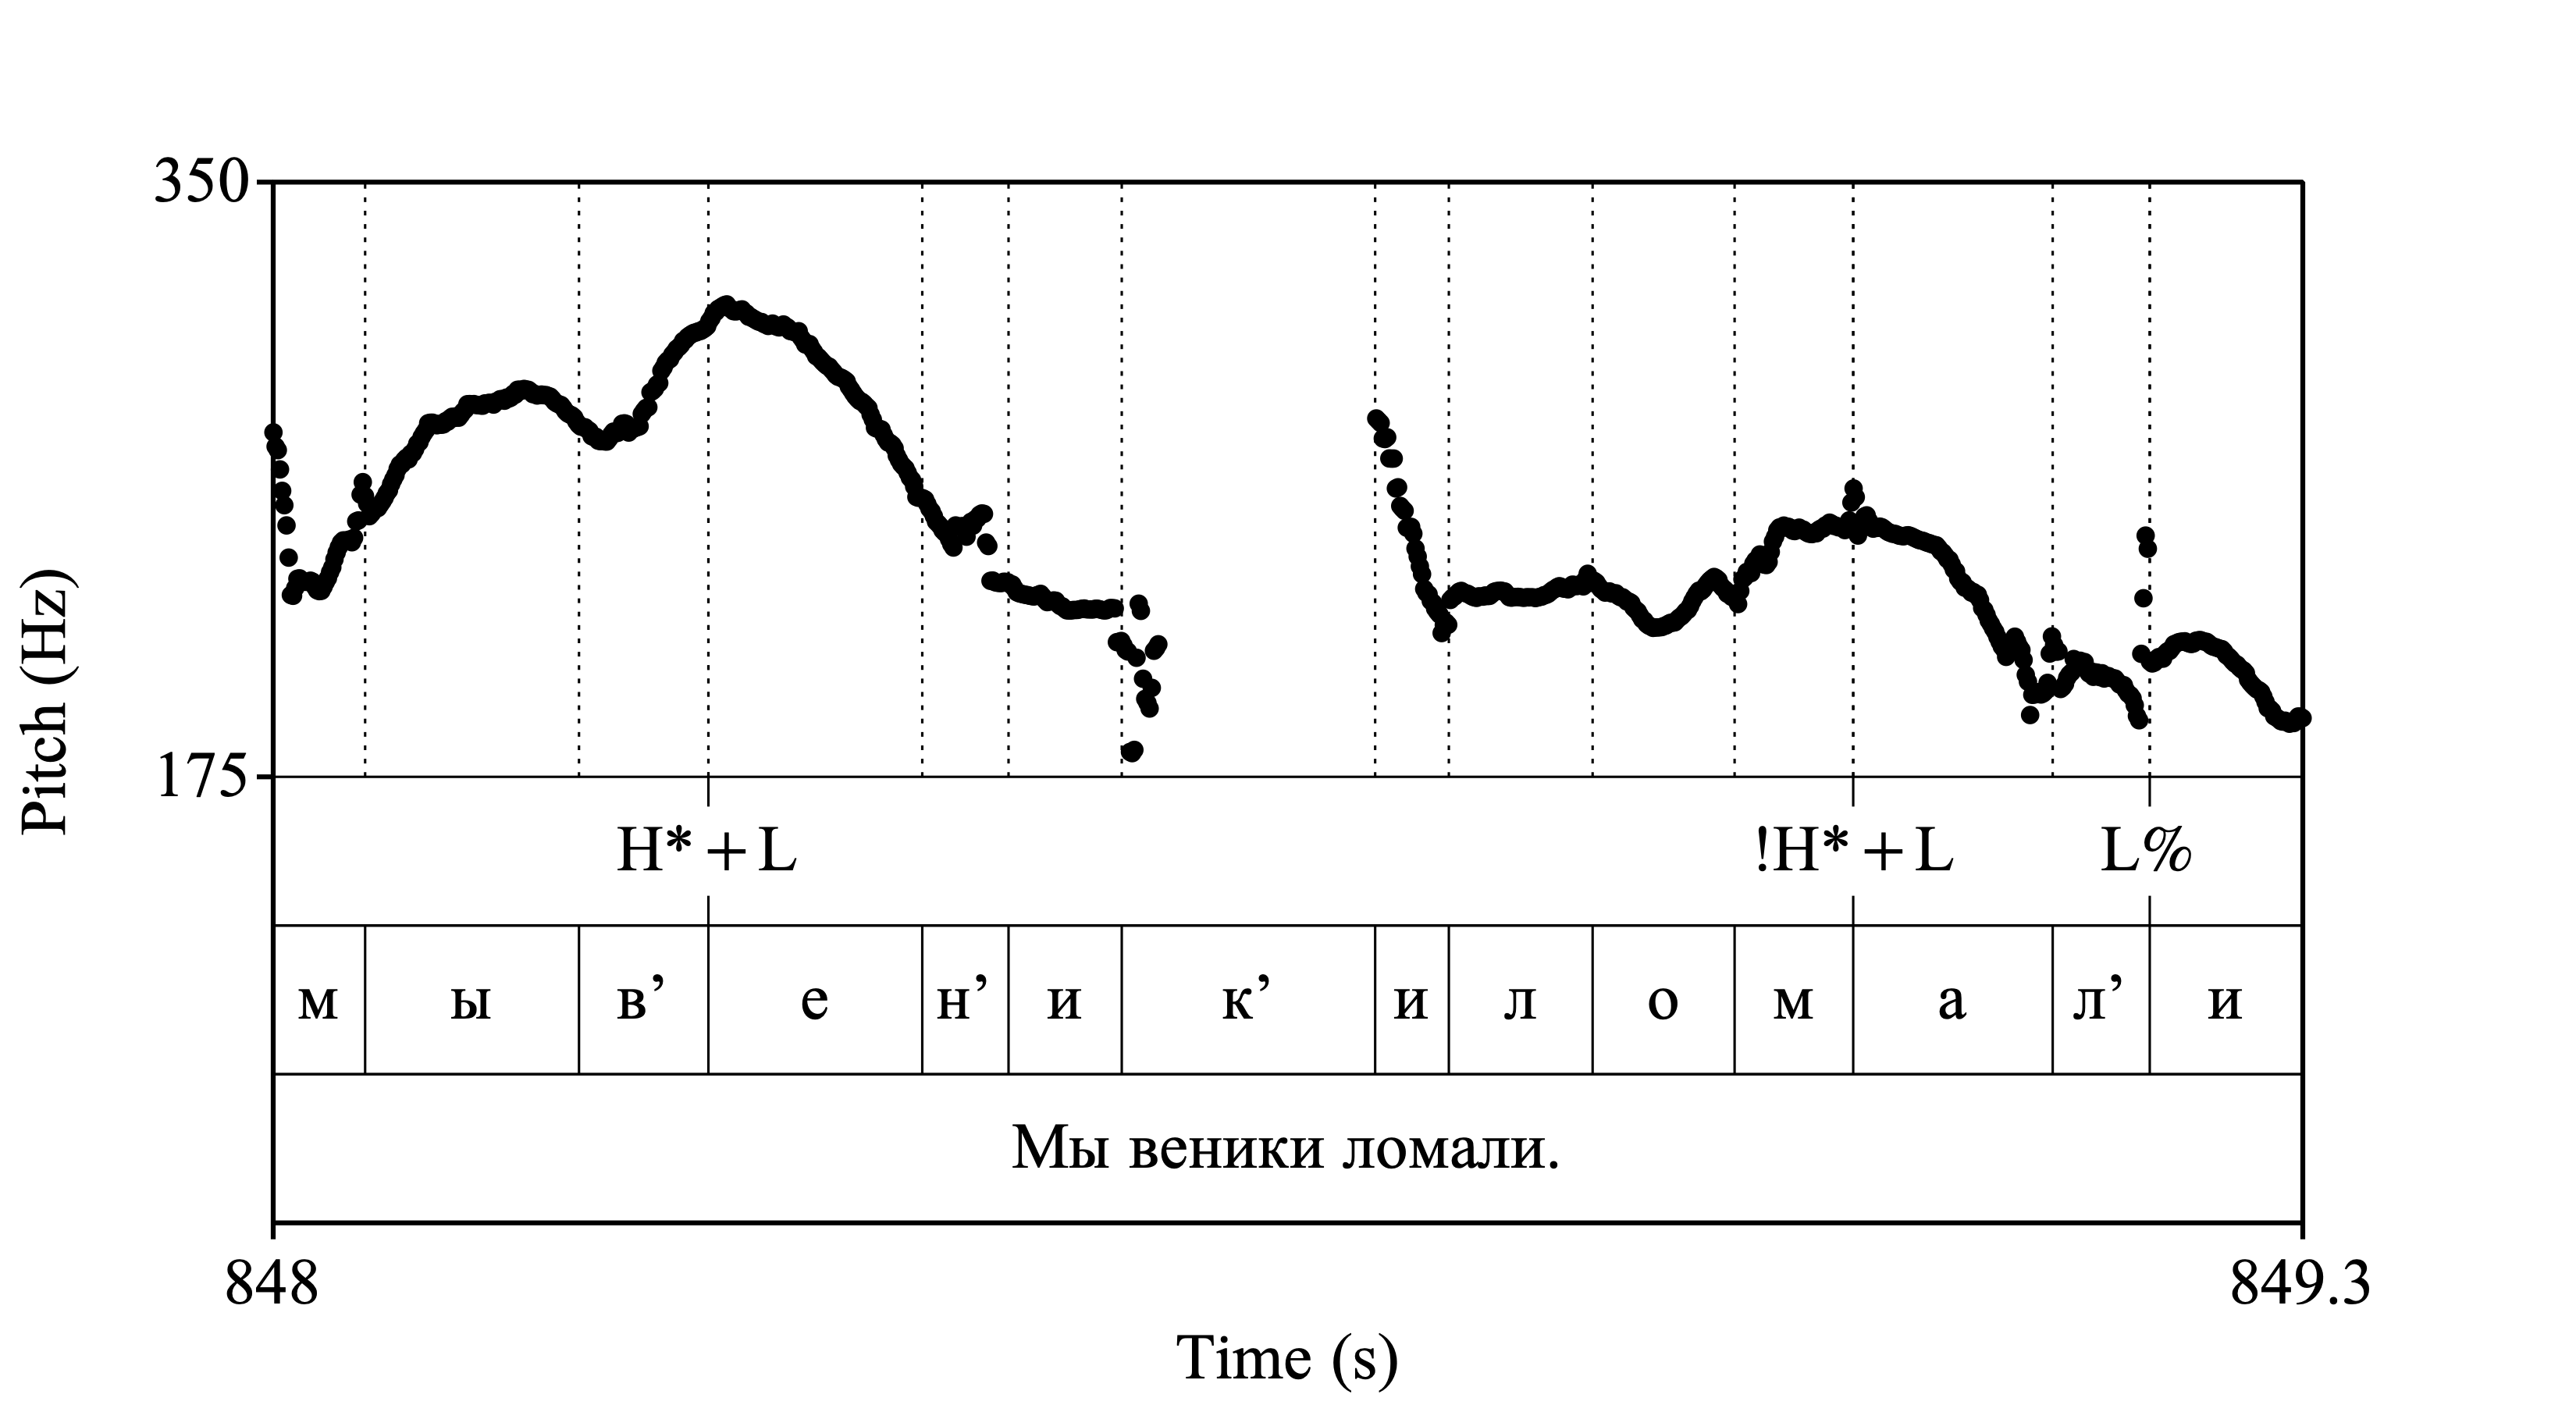 350
175
Pitch (Hz)
H*+L !H*+L L%
м ы в’ е н’ и к’ и л о м а л’ и
Мы веники ломали.
848 849.3
Time (s)